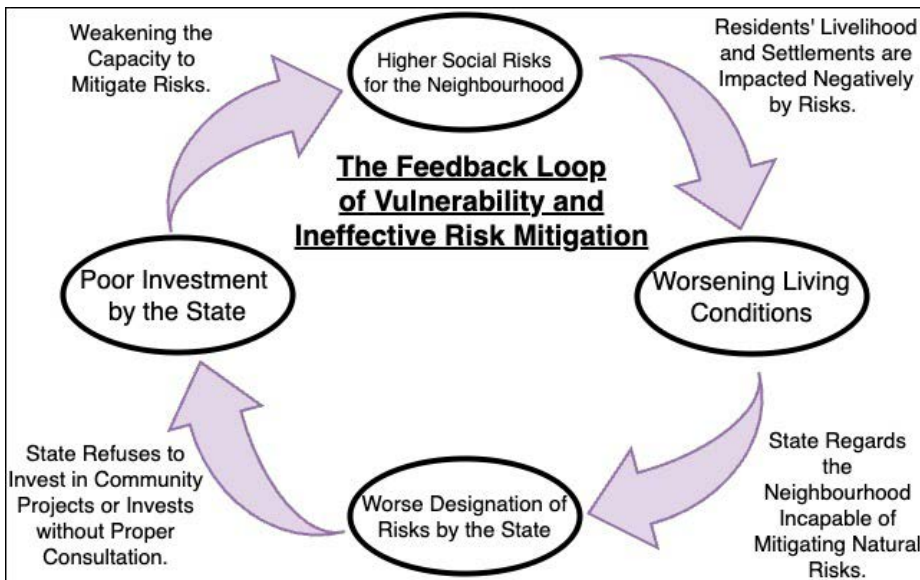 Weakening the
Capacity to
Mitigate Risks.
Higher Social Risks
for the Neighbourhood
Residents' Livelihood
and Settlements are
Impacted Negatively
by Risks.
The Feedback Loop
of Vulnerability and
Ineffective Risk Mitigation
Poor Investment
by the State
Worsening Living
Conditions
State Refuses to
Invest in Community
Projects or Invests
without Proper
Consultation.
Worse Designation of
Risks by the State
State Regards
the
Neighbourhood
Incapable of
Mitigating Natural
Risks.